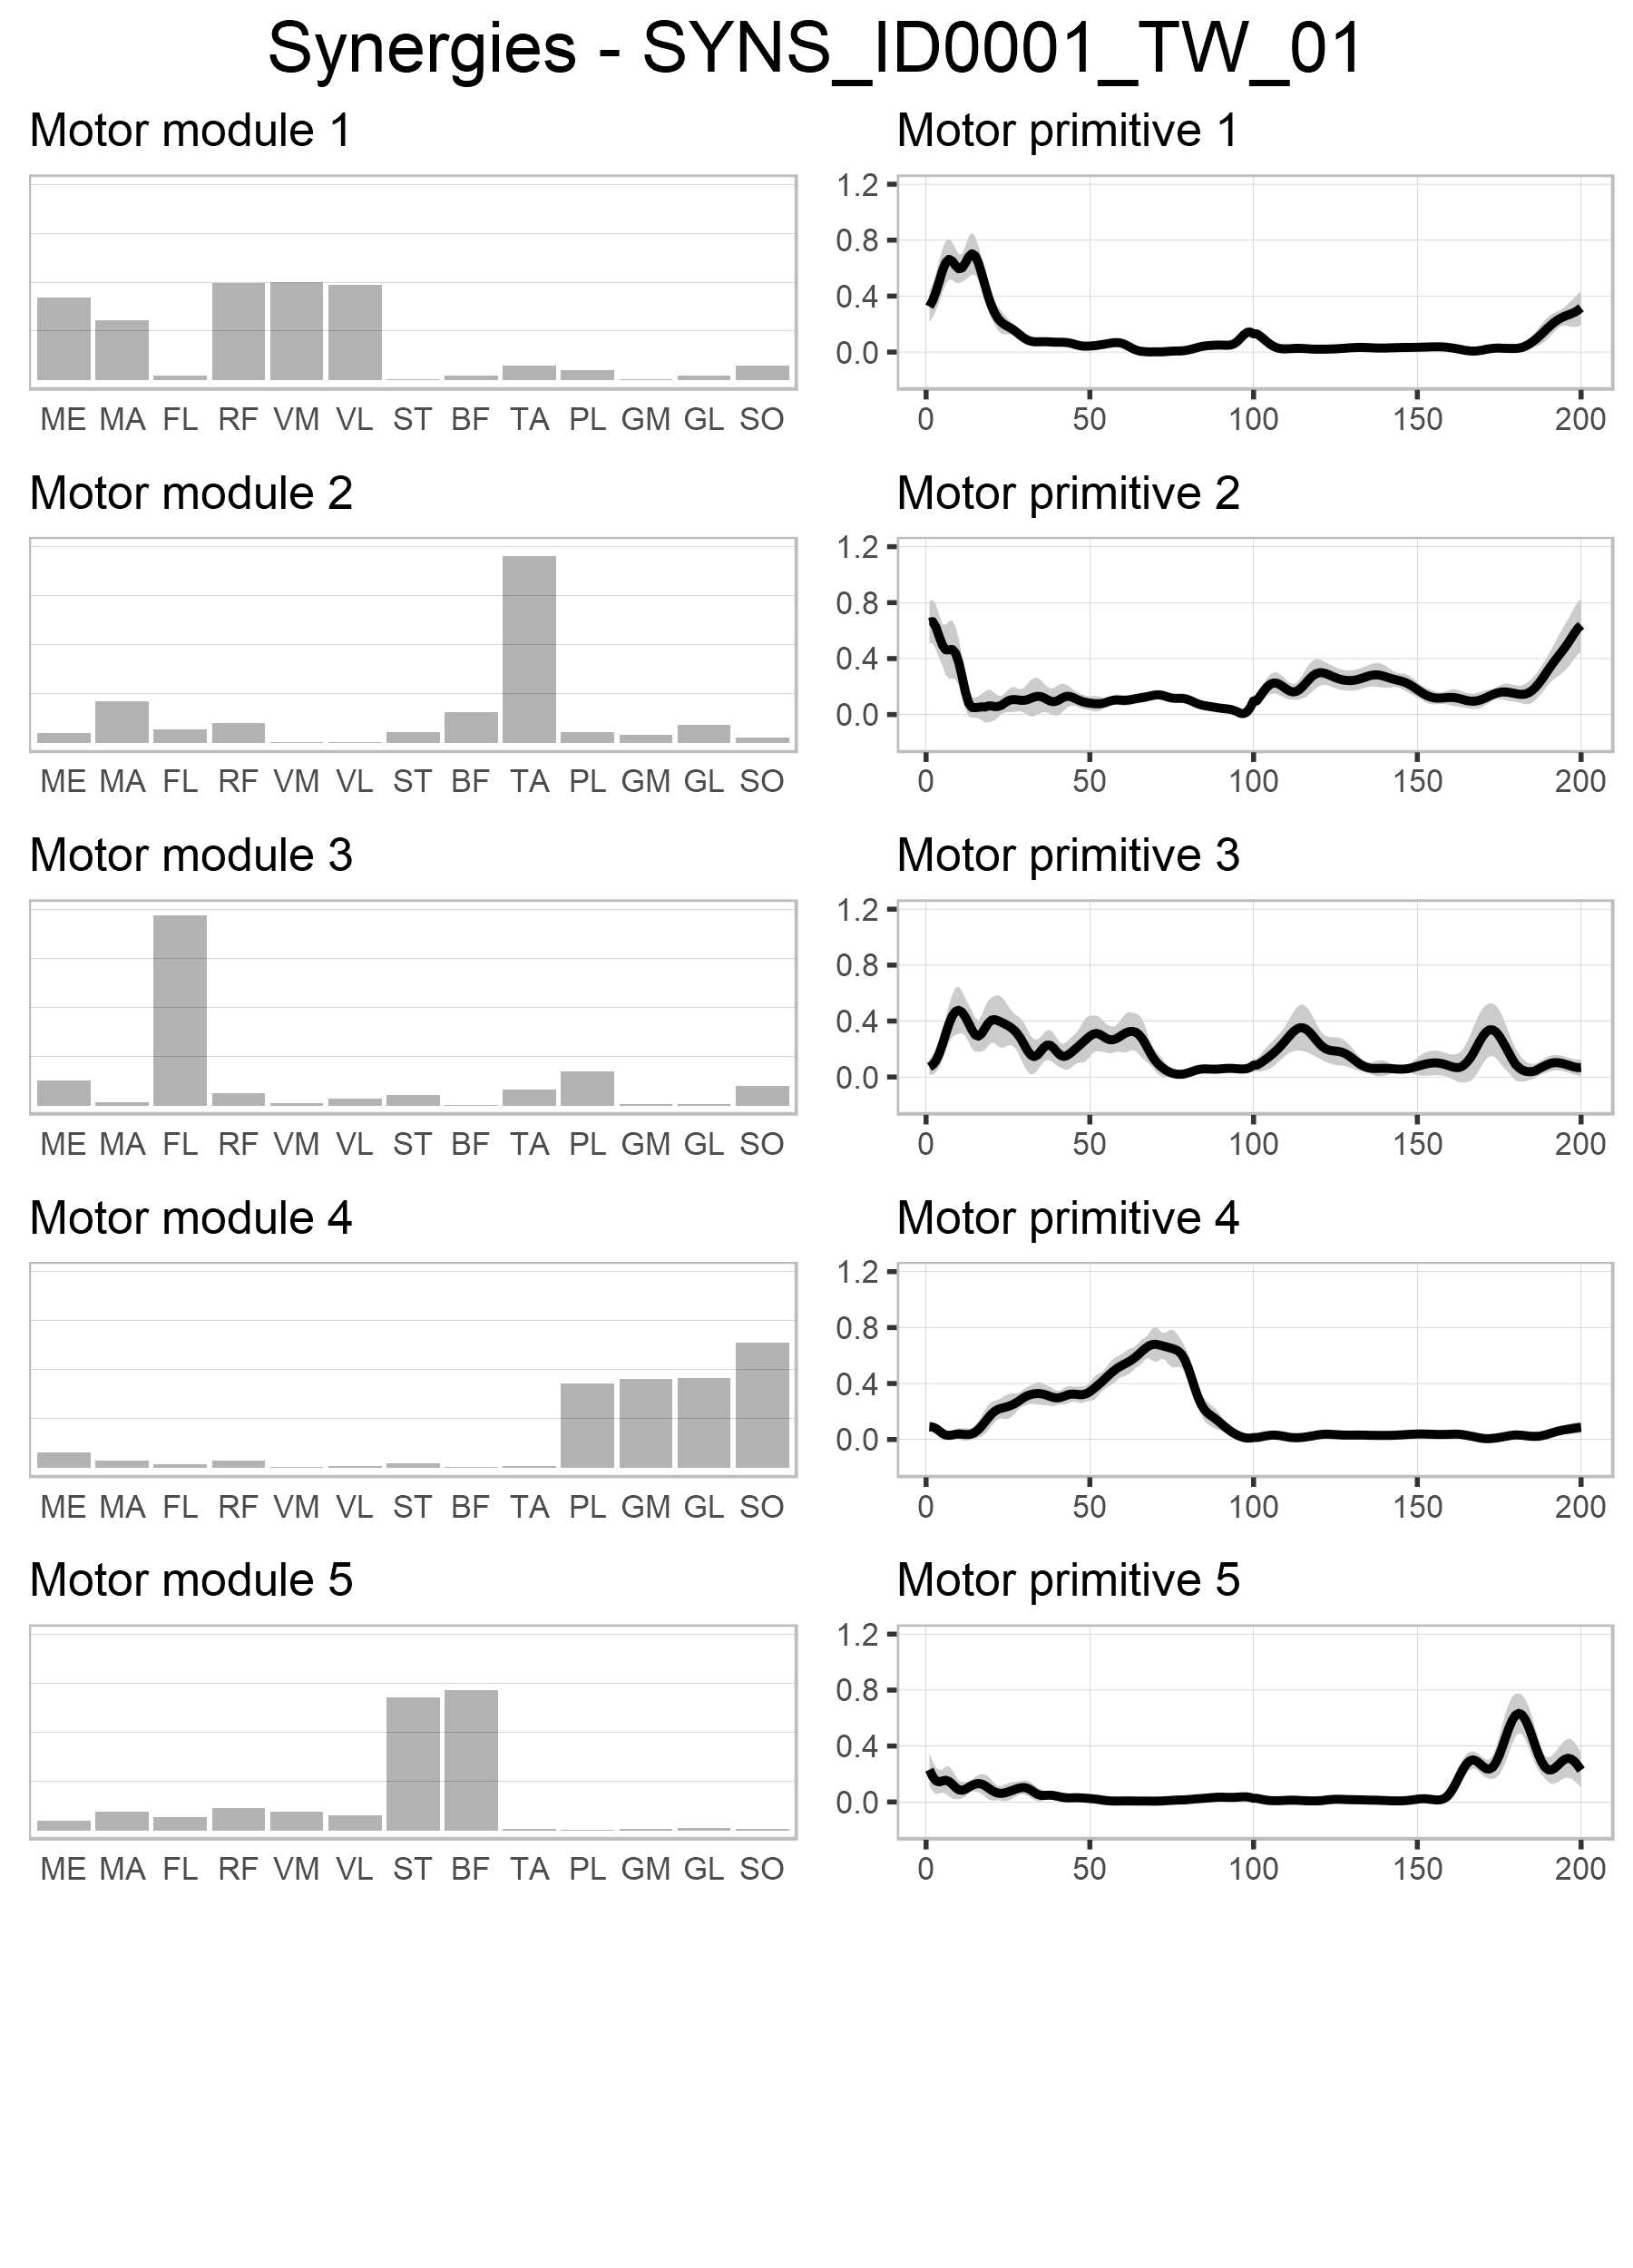 Synergies - SYNS_ID0001_TW_01
Motor module 1
Motor primitive 1
1.2
0.8
0.4
0.0
ME MA FL RF VM VL ST BF TA PL GM GL SO
0 50 100 150 200
Motor module 2
Motor primitive 2
1.2
0.8
0.4
0.0
ME MA FL RF VM VL ST BF TA PL GM GL SO
0 50 100 150 200
Motor module 3
Motor primitive 3
1.2
0.8
0.4
0.0
ME MA FL RF VM VL ST BF TA PL GM GL SO
0 50 100 150 200
Motor module 4
Motor primitive 4
1.2
0.8
0.4
0.0
ME MA FL RF VM VL ST BF TA PL GM GL SO
0 50 100 150 200
Motor module 5
Motor primitive 5
1.2
0.8
0.4
0.0
ME MA FL RF VM VL ST BF TA PL GM GL SO
0 50 100 150 200